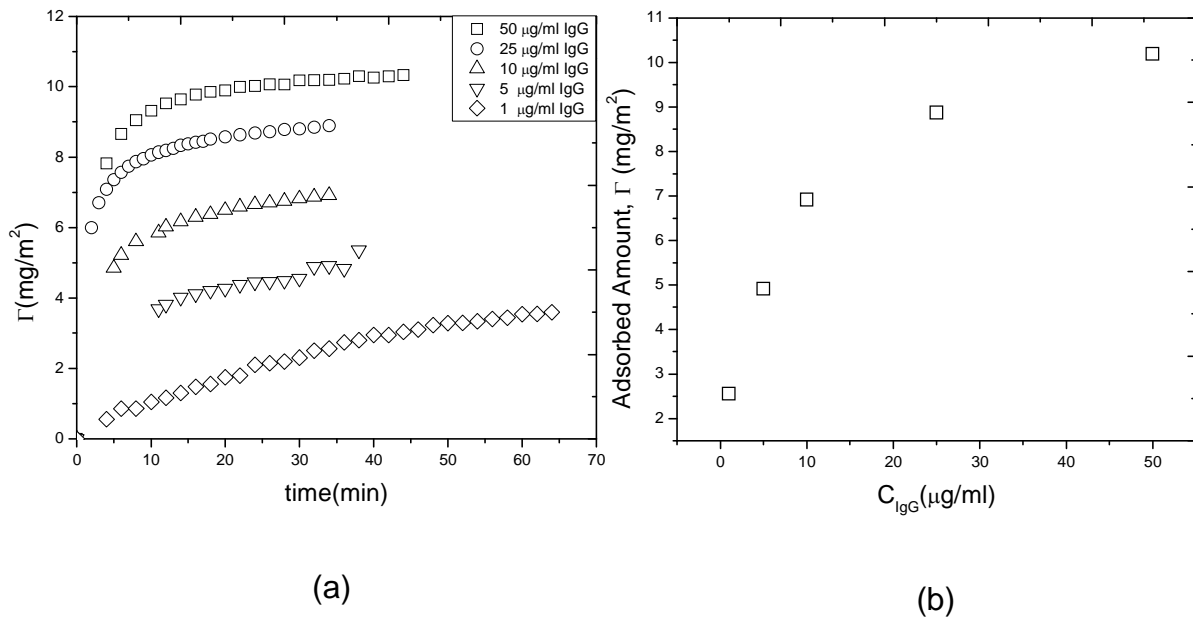 12
10
8
6
4
2
0
Γ(mg/m²)
50 μg/ml IgG
25 μg/ml IgG
10 μg/ml IgG
5 μg/ml IgG
1 μg/ml IgG
0 10 20 30 40 50 60 70
time(min)
(a)
11
10
9
8
7
6
5
4
3
2
Adsorbed Amount, Γ (mg/m²)
0 10 20 30 40 50
C_IgG(μg/ml)
(b)